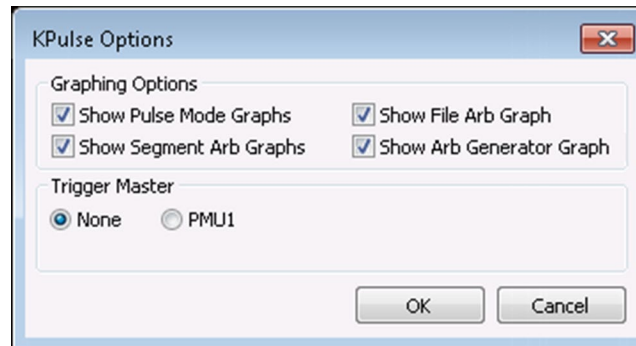 KPulse Options
Graphing Options
Show Pulse Mode Graphs
Show File Arb Graph
Show Segment Arb Graphs
Show Arb Generator Graph
Trigger Master
None
PMU1
OK
Cancel